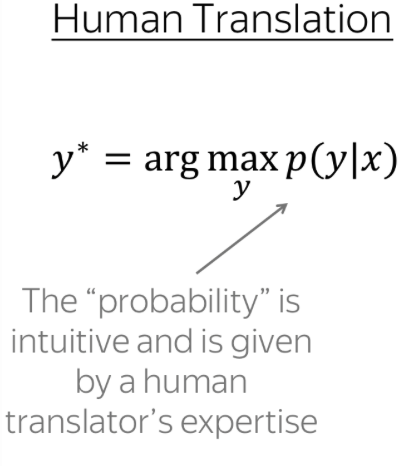 Human Translation
y* = arg max p(y|x)
y
The “probability” is
intuitive and is given
by a human
translator’s expertise